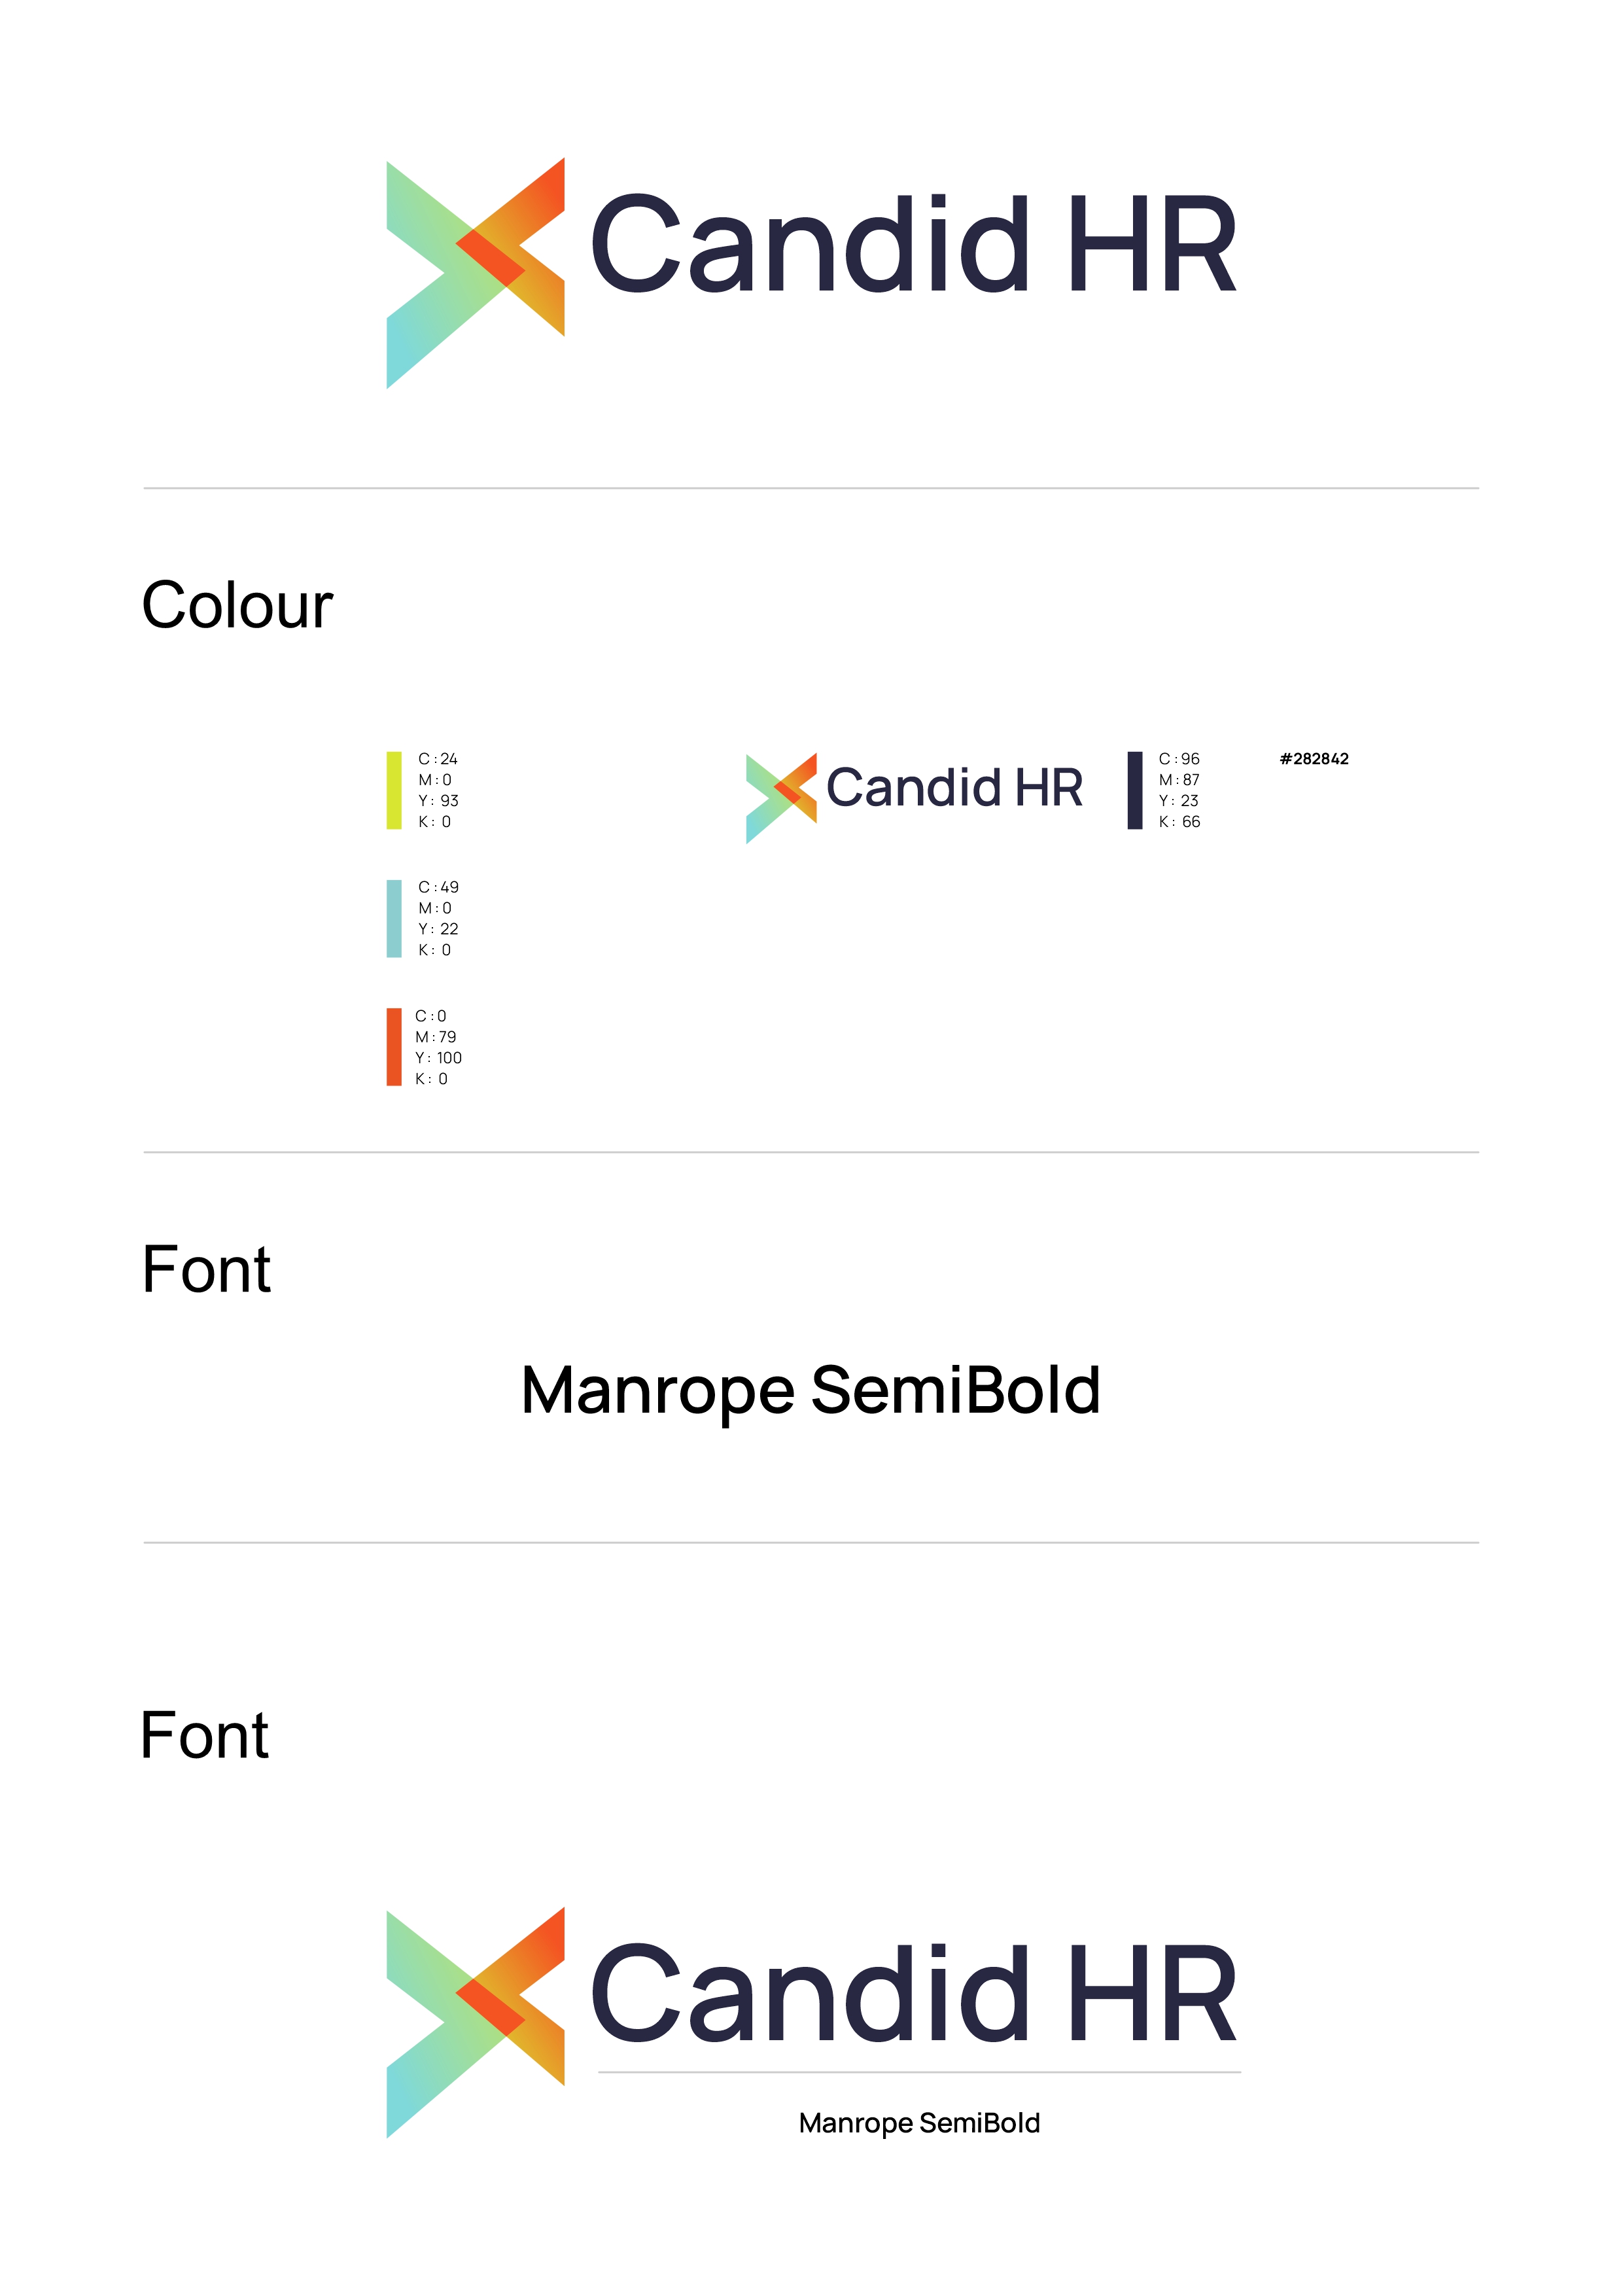 Candid HR
Colour
C : 24
M : 0
Y : 93
K : 0
Candid HR
C : 96
M : 87
Y : 23
K : 66
#282842
C : 49
M : 0
Y : 22
K : 0
C : 0
M : 79
Y : 100
K : 0
Font
Manrope SemiBold
Font
Candid HR
Manrope SemiBold